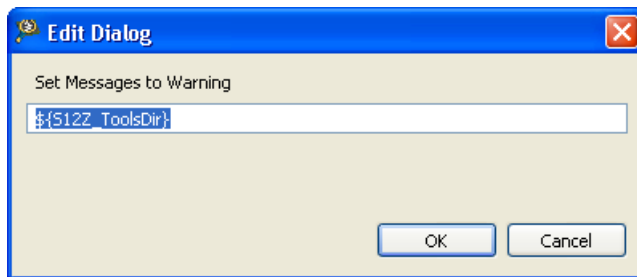 Edit Dialog
Set Messages to Warning
${S12Z_ToolsDir}
OK Cancel